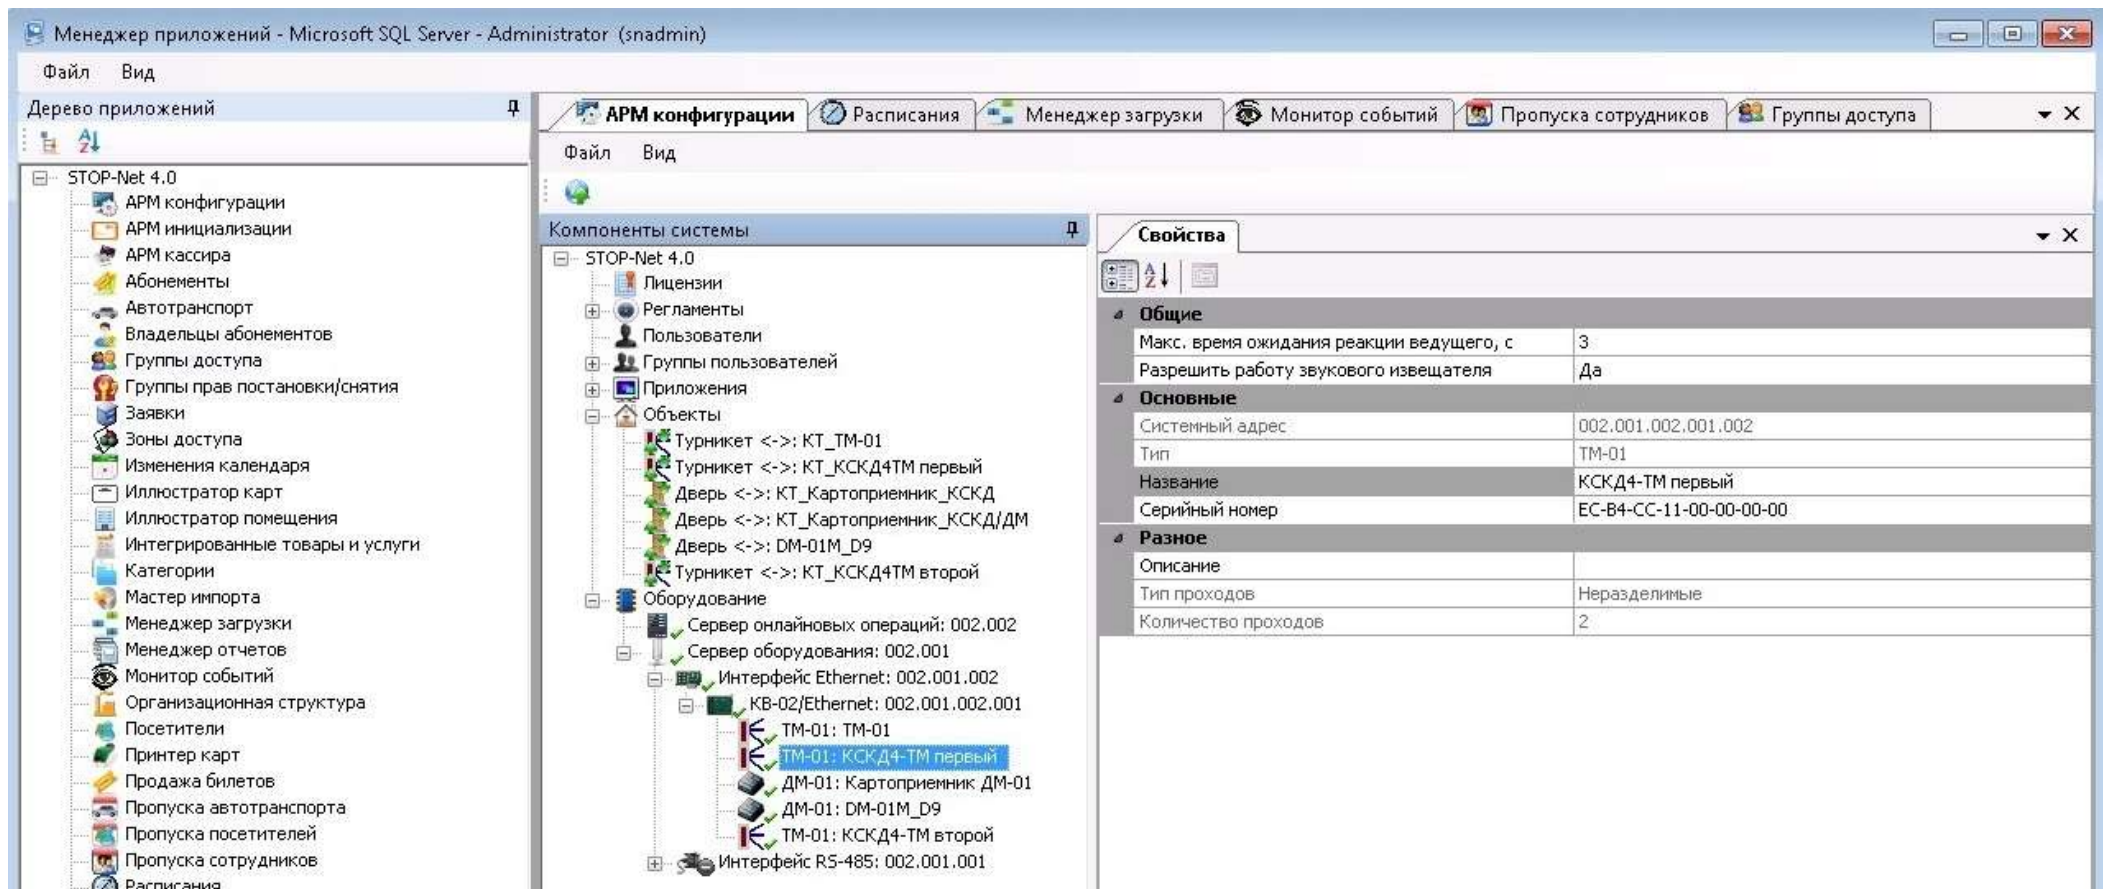 Менеджер приложений - Microsoft SQL Server - Administrator (snadmin)
Файл Вид
Дерево приложений
STOP-Net 4.0
АРМ конфигурации
АРМ инициализации
АРМ кассира
Абонементы
Автотранспорт
Владельцы абонементов
Группы доступа
Группы прав постановки/снятия
Заявки
Зоны доступа
Изменения календаря
Иллюстратор карт
Иллюстратор помещения
Интегрированные товары и услуги
Категории
Мастер импорта
Менеджер загрузки
Менеджер отчетов
Монитор событий
Организационная структура
Посетители
Принтер карт
Продажа билетов
Пропуска автотранспорта
Пропуска посетителей
Пропуска сотрудников
Расписания
АРМ конфигурации Расписания Менеджер загрузки Монитор событий Пропуска сотрудников Группы доступа
Файл Вид
Компоненты системы
STOP-Net 4.0
Лицензии
Регламенты
Пользователи
Группы пользователей
Приложения
Объекты
Турникет <->: КТ_ТМ-01
Турникет <->: КТ_КСКД4ТМ первый
Дверь <->: КТ_Картоприемник_КСКД
Дверь <->: КТ_Картоприемник_КСКД/ДМ
Дверь <->: DM-01M_D9
Турникет <->: КТ_КСКД4ТМ второй
Оборудование
Сервер онлайновых операций: 002.002
Сервер оборудования: 002.001
Интерфейс Ethernet: 002.001.002
КВ-02/Ethernet: 002.001.002.001
ТМ-01: ТМ-01
ТМ-01: КСКД4-ТМ первый
ДМ-01: Картоприемник ДМ-01
ДМ-01: DM-01M_D9
ТМ-01: КСКД4-ТМ второй
Интерфейс RS-485: 002.001.001
Свойства
Общие
Макс. время ожидания реакции ведущего, с 3
Разрешить работу звукового извещателя Да
Основные
Системный адрес 002.001.002.001.002
Тип ТМ-01
Название КСКД4-ТМ первый
Серийный номер EC-B4-CC-11-00-00-00-00
Разное
Описание
Тип проходов Неразделимые
Количество проходов 2